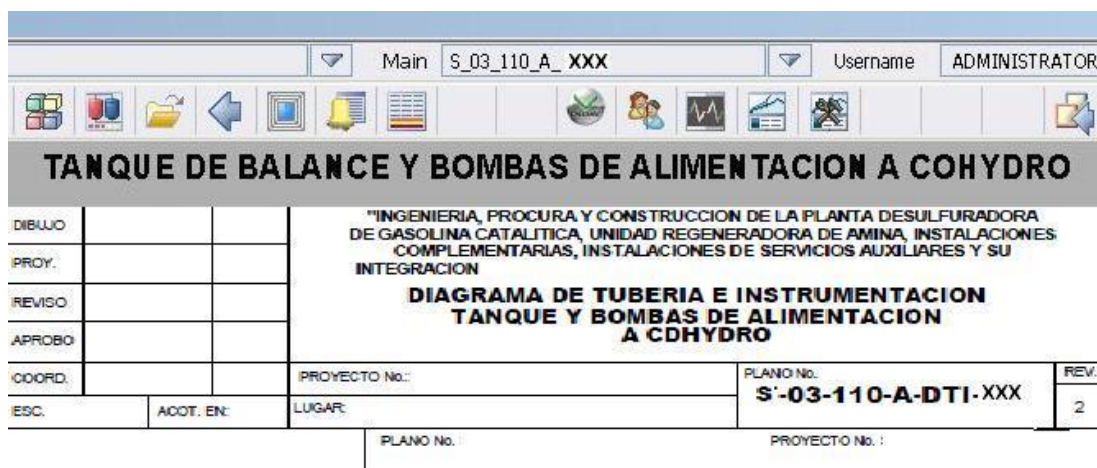 Main S_03_110_A_ XXX Username ADMINISTRATOR
TANQUE DE BALANCE Y BOMBAS DE ALIMENTACION A COHYDRO
DIBUJO
PROY.
REVISO
APROBO
COORD.
ESC. ACOT. EN:
"INGENIERIA, PROCURA Y CONSTRUCCION DE LA PLANTA DESULFURADORA
DE GASOLINA CATALITICA, UNIDAD REGENERADORA DE AMINA, INSTALACIONES
COMPLEMENTARIAS, INSTALACIONES DE SERVICIOS AUXILIARES Y SU
INTEGRACION
DIAGRAMA DE TUBERIA E INSTRUMENTACION
TANQUE Y BOMBAS DE ALIMENTACION
A CDHYDRO
PROYECTO No.:
LUGAR:
PLANO No.
S-03-110-A-DTI-XXX
REV.
2
PLANO No. :
PROYECTO No. :